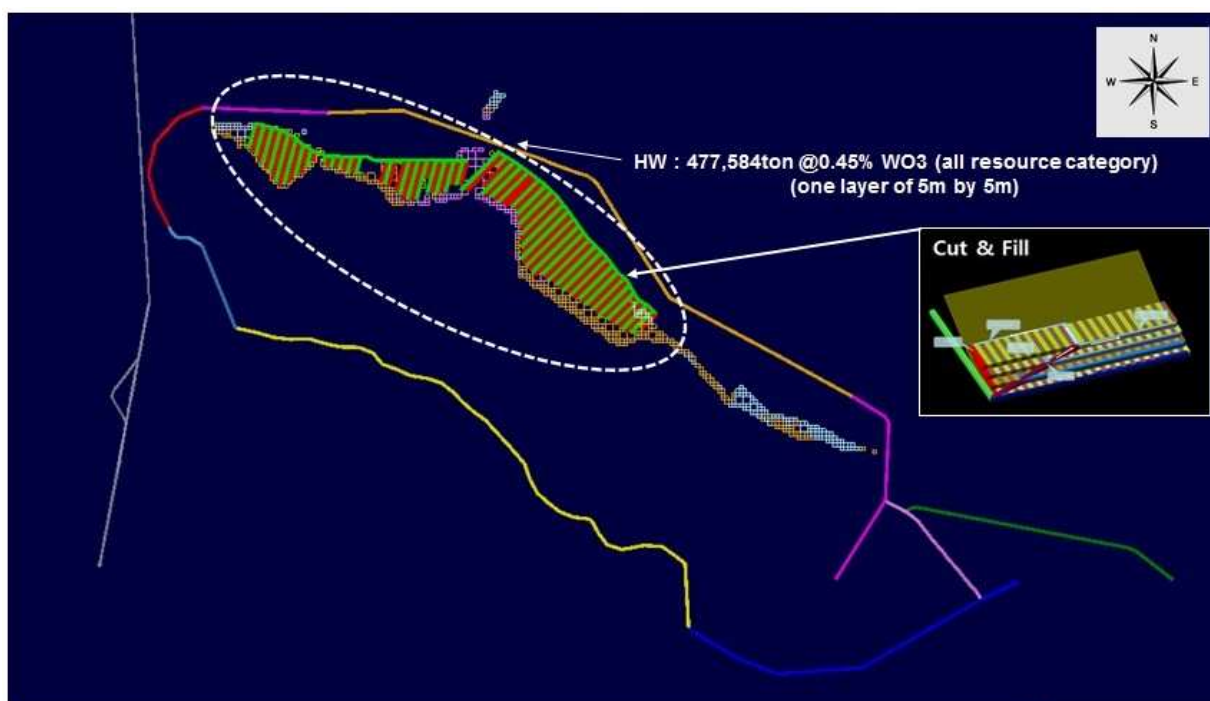 N
W E
S
HW : 477,584ton @0.45% WO3 (all resource category)
(one layer of 5m by 5m)
Cut & Fill